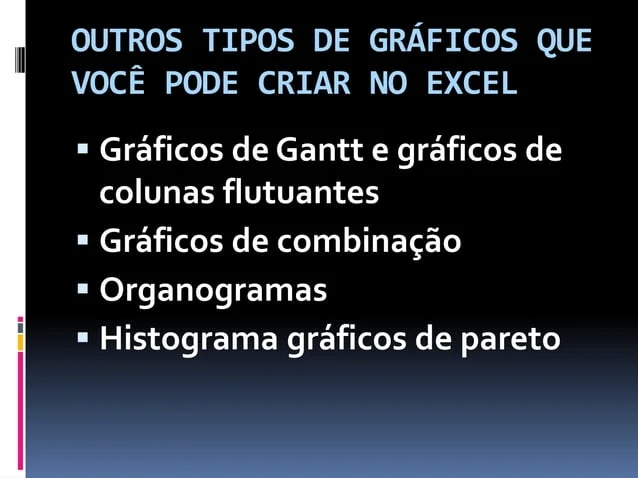 OUTROS TIPOS DE GRÁFICOS QUE
VOCÊ PODE CRIAR NO EXCEL
▪ Gráficos de Gantt e gráficos de
colunas flutuantes
▪ Gráficos de combinação
▪ Organogramas
▪ Histograma gráficos de pareto